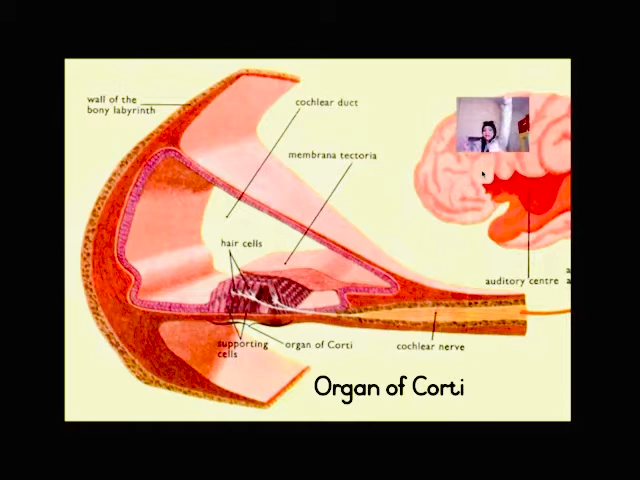 wall of the
bony labyrinth
cochlear duct
membrana tectoria
hair cells
auditory centre
a
a
supporting
cells
organ of Corti
cochlear nerve
Organ of Corti